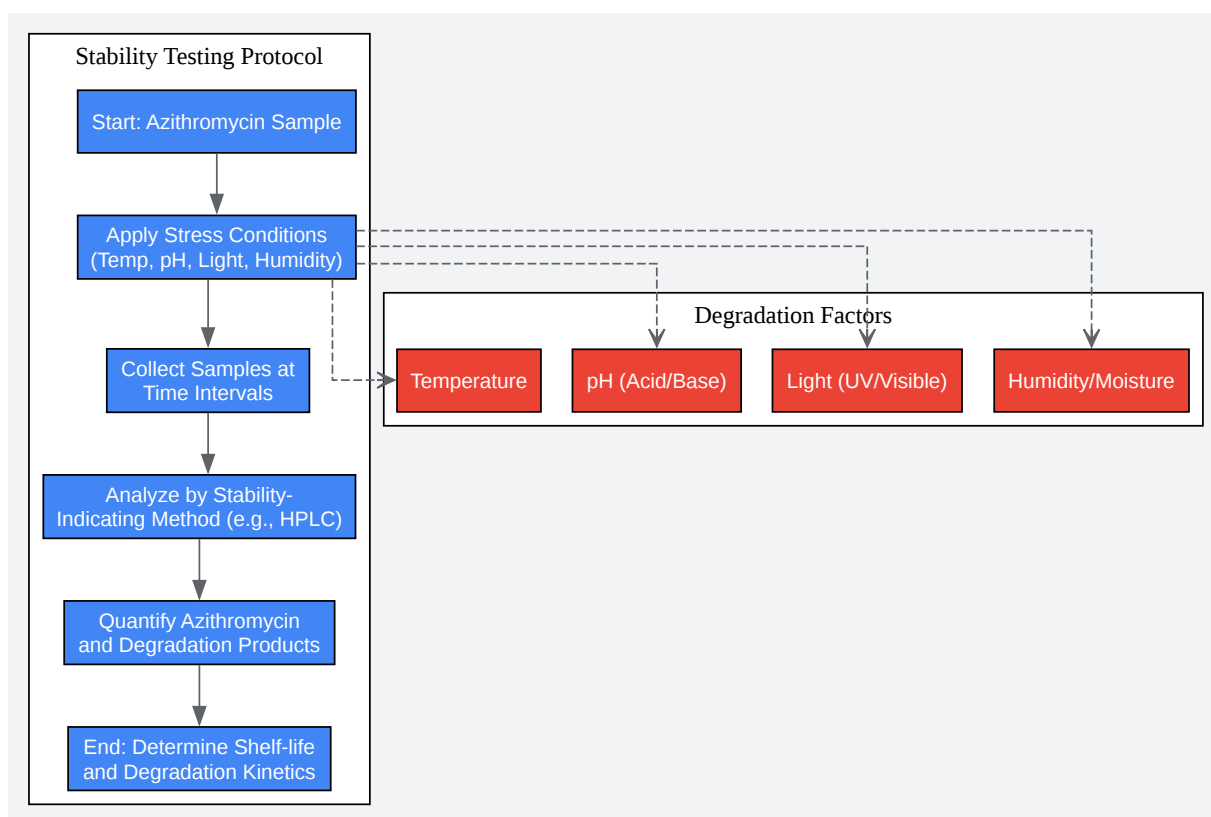 Stability Testing Protocol
Start: Azithromycin Sample
Apply Stress Conditions
(Temp, pH, Light, Humidity)
Collect Samples at
Time Intervals
Analyze by Stability-
Indicating Method (e.g., HPLC)
Quantify Azithromycin
and Degradation Products
End: Determine Shelf-life
and Degradation Kinetics
Degradation Factors
Temperature
pH (Acid/Base)
Light (UV/Visible)
Humidity/Moisture